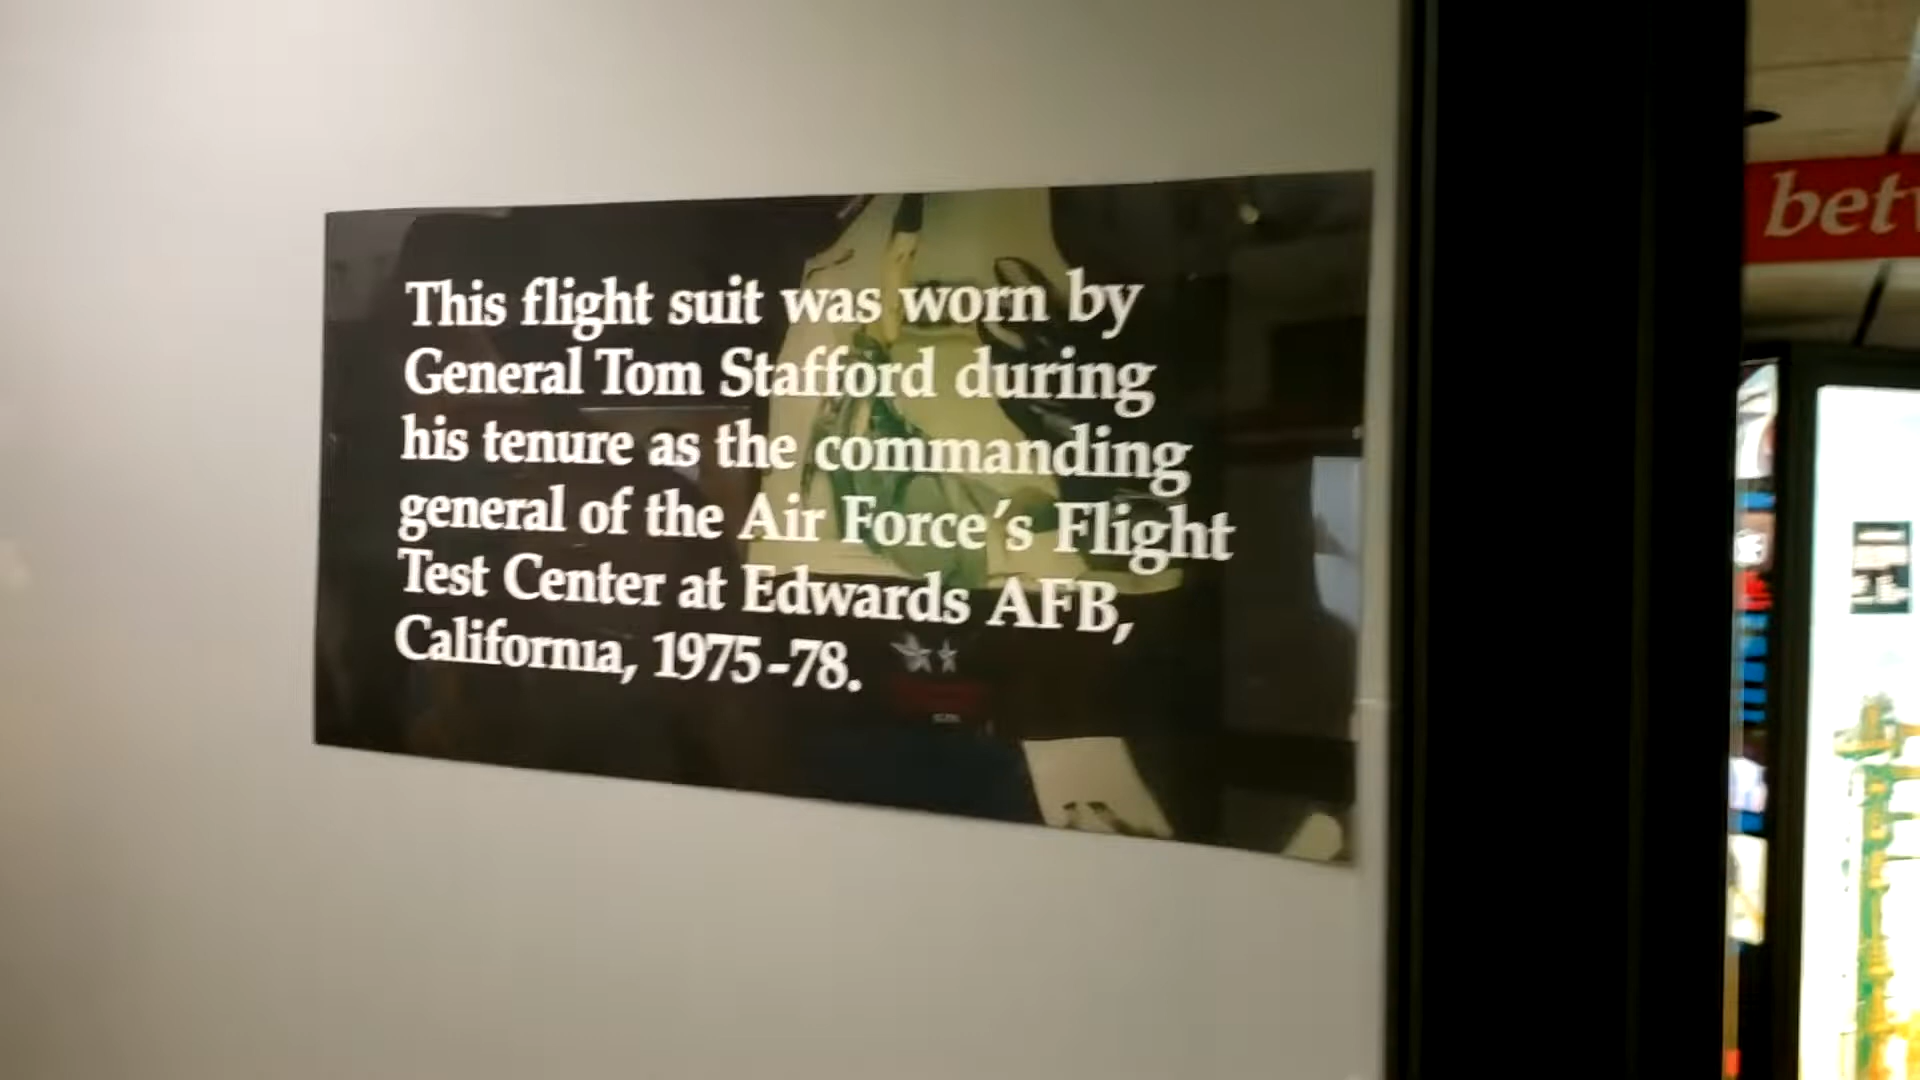 This flight suit was worn by
General Tom Stafford during
his tenure as the commanding
general of the Air Force's Flight
Test Center at Edwards AFB,
California, 1975-78.